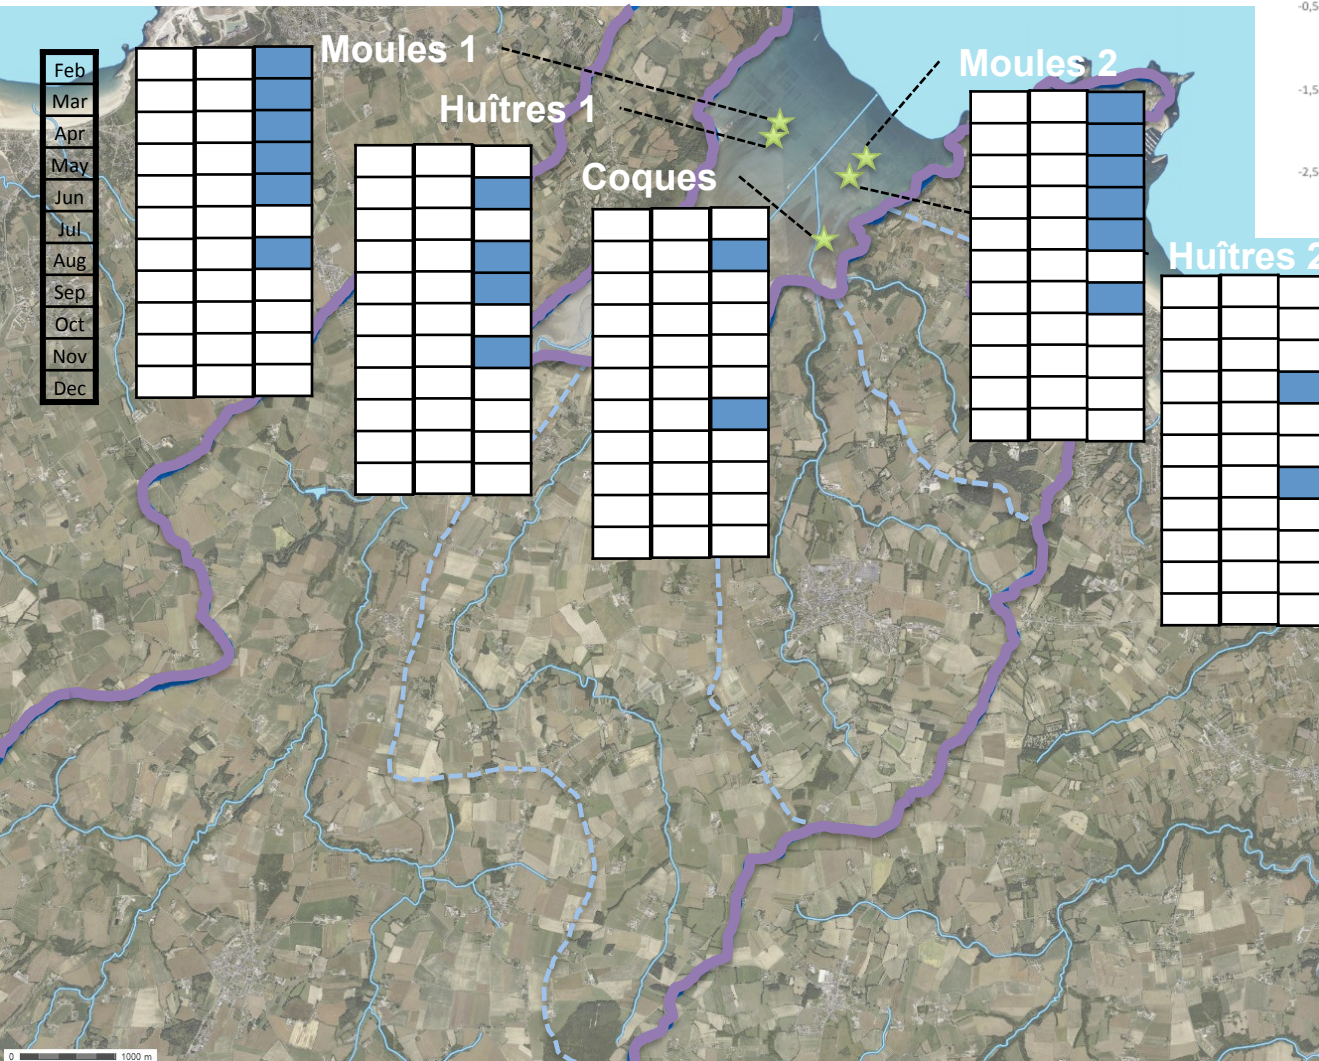 -0,5
Moules 1
Moules 2
Feb
Mar
Apr
May
Jun
Jul
Aug
Sep
Oct
Nov
Dec
Huîtres 1
-1,5
Coques
-2,5
Huîtres 2
0 1000 m